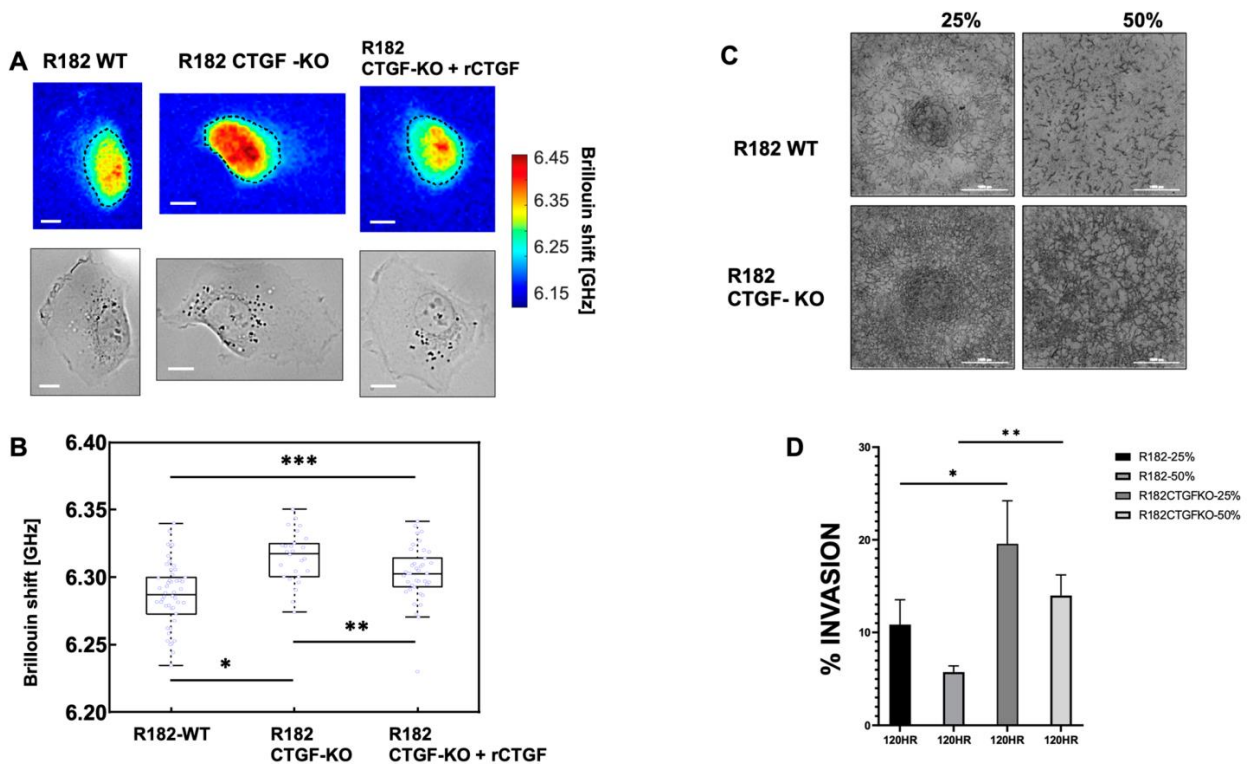 A
R182 WT
R182 CTGF -KO
R182
CTGF-KO + rCTGF
6.45
6.35
6.25
6.15
Brillouin shift [GHz]
B
Brillouin shift [GHz]
6.40
6.35
6.30
6.25
6.20
***
**
*
R182-WT
R182
CTGF-KO
R182
CTGF-KO + rCTGF
C
25%
50%
R182 WT
R182
CTGF- KO
D
% INVASION
30
20
10
0
*
**
120HR
120HR
120HR
120HR
R182-25%
R182-50%
R182CTGFKO-25%
R182CTGFKO-50%